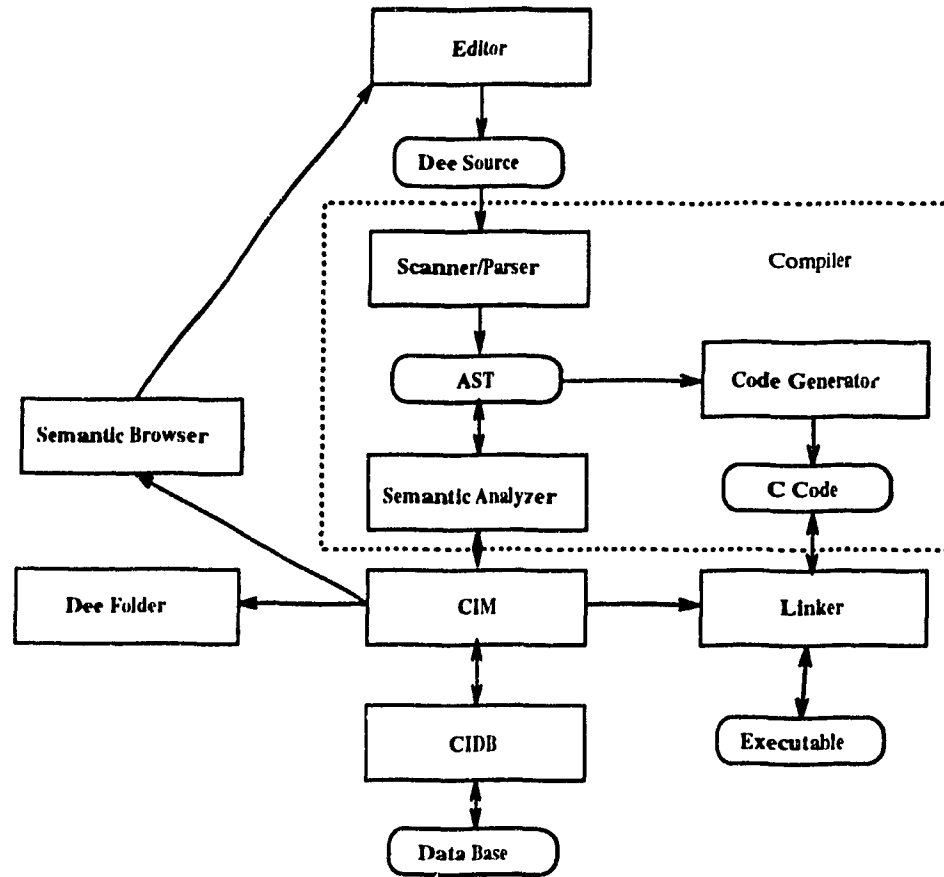 Editor
Dee Source
Scanner/Parser
Compiler
AST
Code Generator
Semantic Browser
Semantic Analyzer
C Code
Dee Folder
CIM
Linker
CIDB
Executable
Data Base